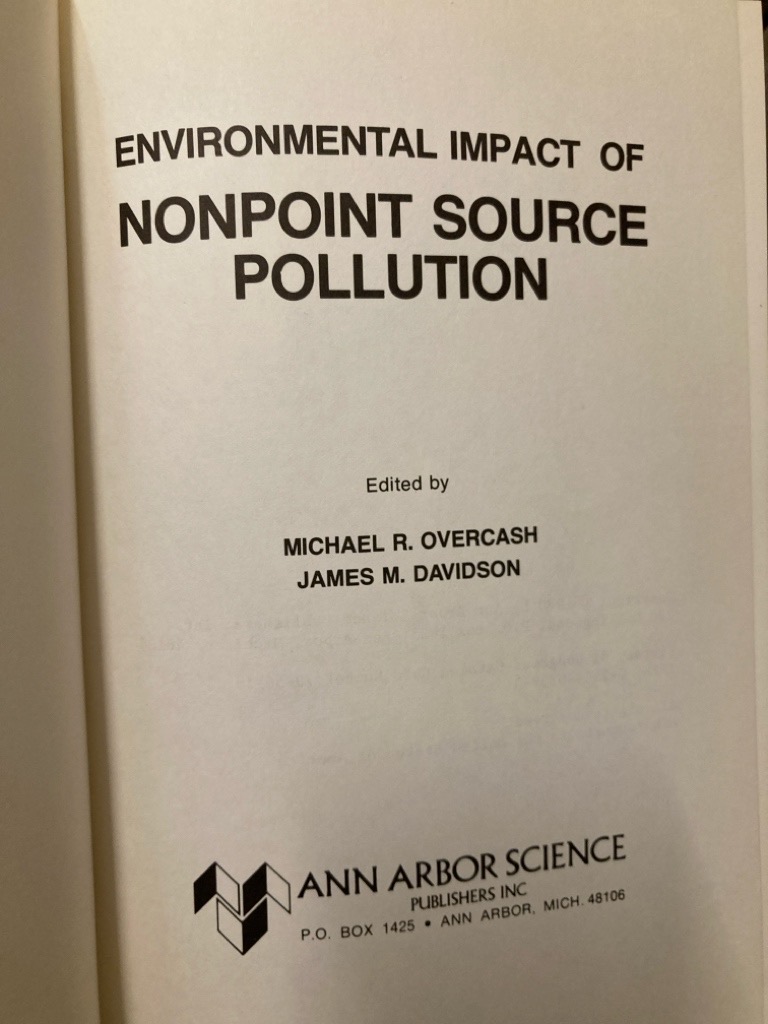 ENVIRONMENTAL IMPACT OF
NONPOINT SOURCE
POLLUTION
Edited by
MICHAEL R. OVERCASH
JAMES M. DAVIDSON
ANN ARBOR SCIENCE
PUBLISHERS INC
P.O. BOX 1425 • ANN ARBOR, MICH. 48106